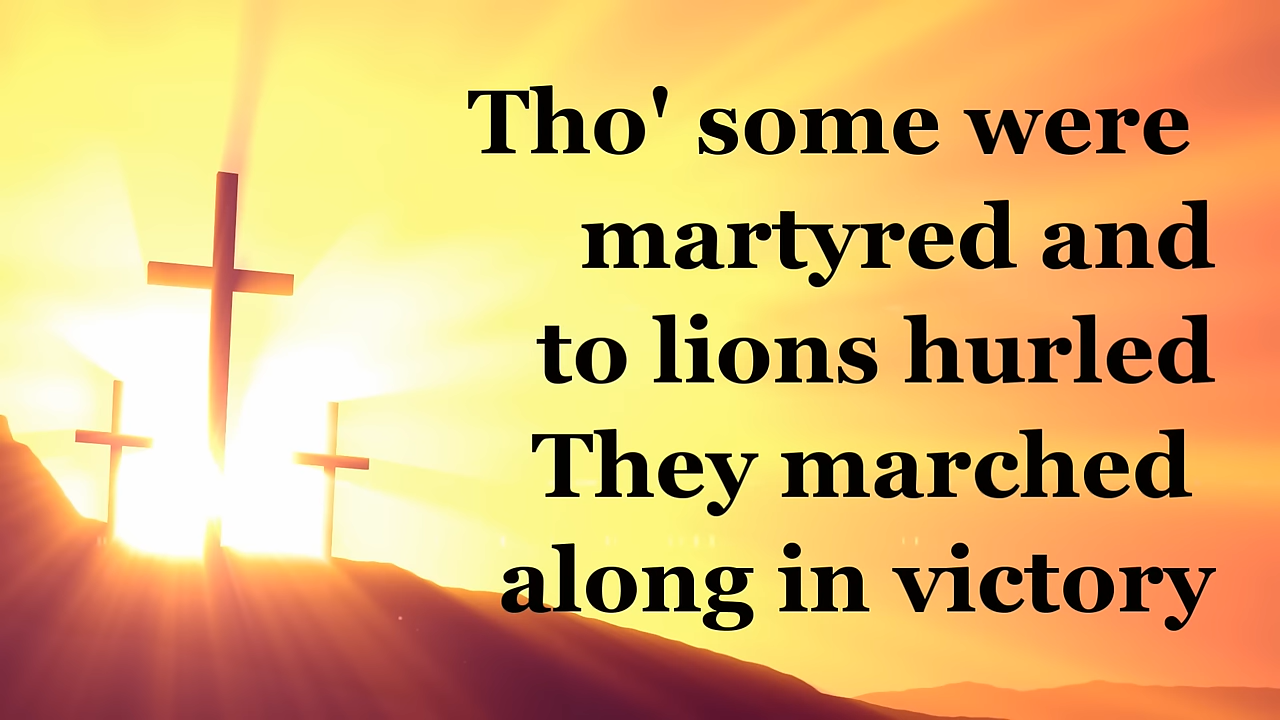 Tho' some were
martyred and
to lions hurled
They marched
along in victory